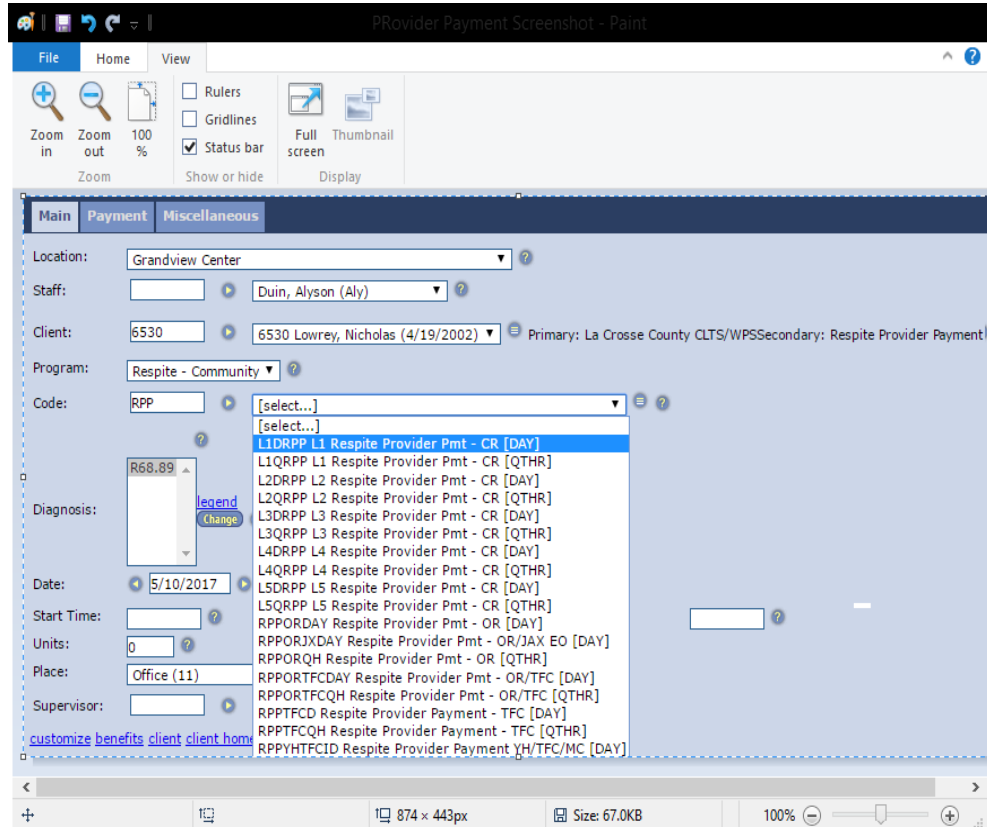 PRovider Payment Screenshot - Paint
File Home View
Zoom in
Zoom out
100 %
Rulers
Gridlines
Status bar
Full screen
Thumbnail
Zoom Show or hide Display
Main Payment Miscellaneous
Location: Grandview Center
Staff: Duin, Alyson (Aly)
Client: 6530 6530 Lowrey, Nicholas (4/19/2002) Primary: La Crosse County CLTS/WPSSecondary: Respite Provider Payment
Program: Respite - Community
Code: RPP [select...]
[select...]
L1DRPP L1 Respite Provider Pmt - CR [DAY]
L1QRPP L1 Respite Provider Pmt - CR [QTHR]
L2DRPP L2 Respite Provider Pmt - CR [DAY]
L2QRPP L2 Respite Provider Pmt - CR [QTHR]
L3DRPP L3 Respite Provider Pmt - CR [DAY]
L3QRPP L3 Respite Provider Pmt - CR [QTHR]
L4DRPP L4 Respite Provider Pmt - CR [DAY]
L4QRPP L4 Respite Provider Pmt - CR [QTHR]
L5DRPP L5 Respite Provider Pmt - CR [DAY]
L5QRPP L5 Respite Provider Pmt - CR [QTHR]
RPPORDAY Respite Provider Pmt - OR [DAY]
RPPORJXDAY Respite Provider Pmt - OR/JAX EO [DAY]
RPPORQH Respite Provider Pmt - OR [QTHR]
RPPORTFCDAY Respite Provider Pmt - OR/TFC [DAY]
RPPORTFCQH Respite Provider Pmt - OR/TFC [QTHR]
RPPTFCD Respite Provider Payment - TFC [DAY]
RPPTFCQH Respite Provider Payment - TFC [QTHR]
RPPYHTFCID Respite Provider Payment YH/TFC/MC [DAY]
Diagnosis: R68.89 legend
Change
Date: 5/10/2017
Start Time:
Units: 0
Place: Office (11)
Supervisor:
customize benefits client client home
874 × 443px Size: 67.0KB 100%